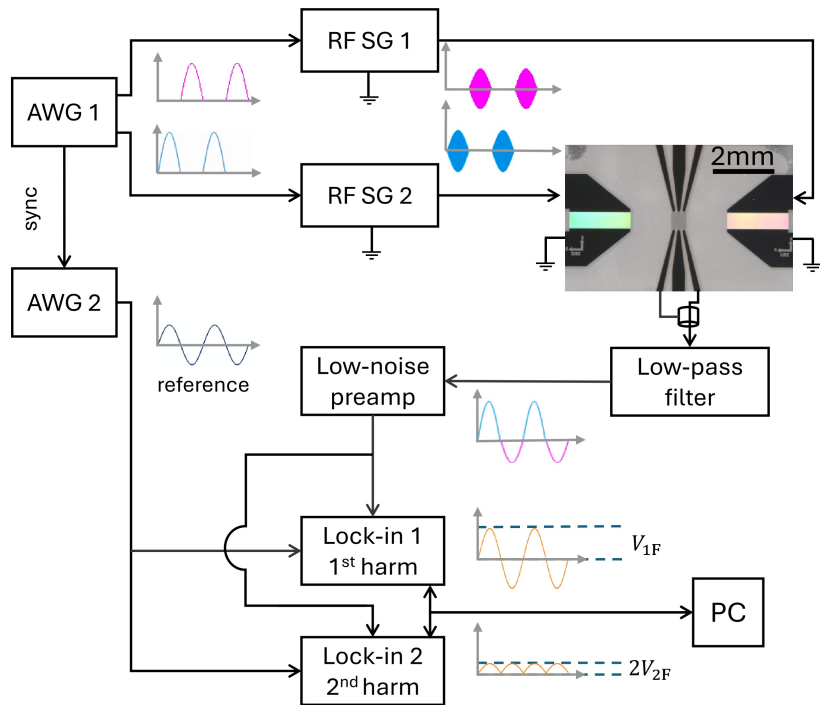 RF SG 1
AWG 1
2mm
RF SG 2
sync
AWG 2
reference
Low-noise
preamp
Low-pass
filter
Lock-in 1
1st harm
V1F
PC
Lock-in 2
2nd harm
2V2F